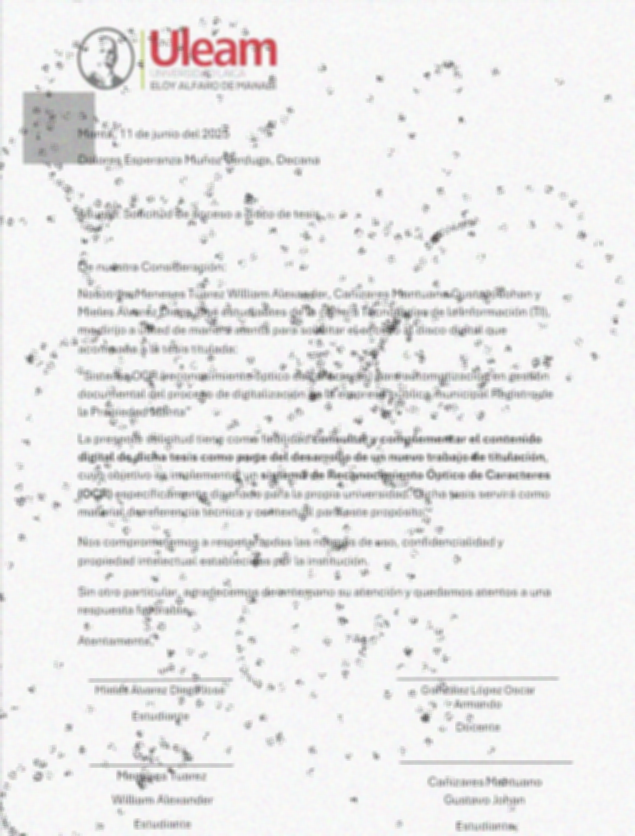 Uleam
UNIVERSIDAD LAICA
ELOY ALFARO DE MANABÍ
Manta, 11 de junio del 2025
Dolores Esperanza Muñoz Verduga, Decana
Asunto: Solicitud de acceso a disco de tesis
De nuestra Consideración:
Nosotros Meneses Tuarez William Alexander, Cañizares Mantuano Gustavo Johan y
Mieles Alvarez Diego José estudiantes de la carrera Tecnologías de la Información (TI),
me dirijo a usted de manera atenta para solicitar el disco digital que
acompaña a la tesis titulada:
"Sistema OCR (reconocimiento óptico de para automatización en gestión
documental del proceso de digitalización en la empresa pública municipal Registro de
la Propiedad Manta"
La presente solicitud tiene como finalidad consultar y complementar el contenido
digital de dicha tesis como parte del desarrollo de un nuevo trabajo de titulación,
cuyo objetivo es implementar un sistema de Reconocimiento Óptico de Caracteres
(OCR) específicamente diseñado para la propia universidad. Dicha tesis servirá como
material de referencia técnica y contextual para este propósito.
Nos comprometemos a respetar todas las normas de uso, confidencialidad y
propiedad intelectual establecidas por la institución.
Sin otro particular, agradecemos de antemano su atención y quedamos atentos a una
respuesta favorable.
Atentamente,
Mieles Alvarez Diego José
Estudiante
González López Oscar
Armando
Docente
Meneses Tuarez
William Alexander
Estudiante
Cañizares Mantuano
Gustavo Johan
Estudiante